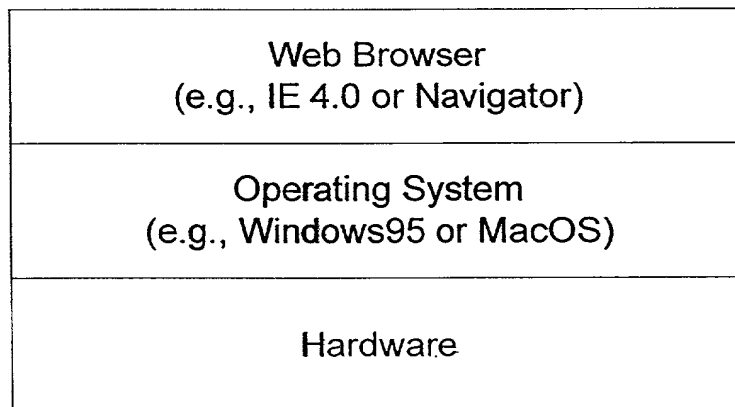 Web Browser
(e.g., IE 4.0 or Navigator)
Operating System
(e.g., Windows95 or MacOS)
Hardware